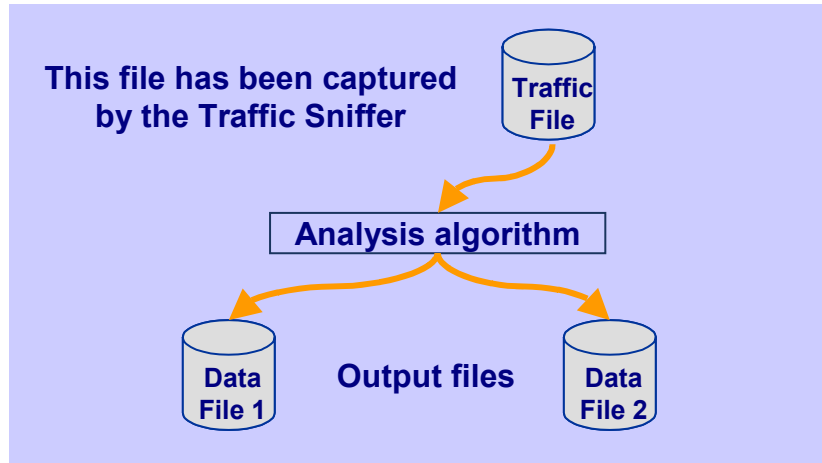 This file has been captured
by the Traffic Sniffer
Traffic
File
Analysis algorithm
Data
File 1
Output files
Data
File 2